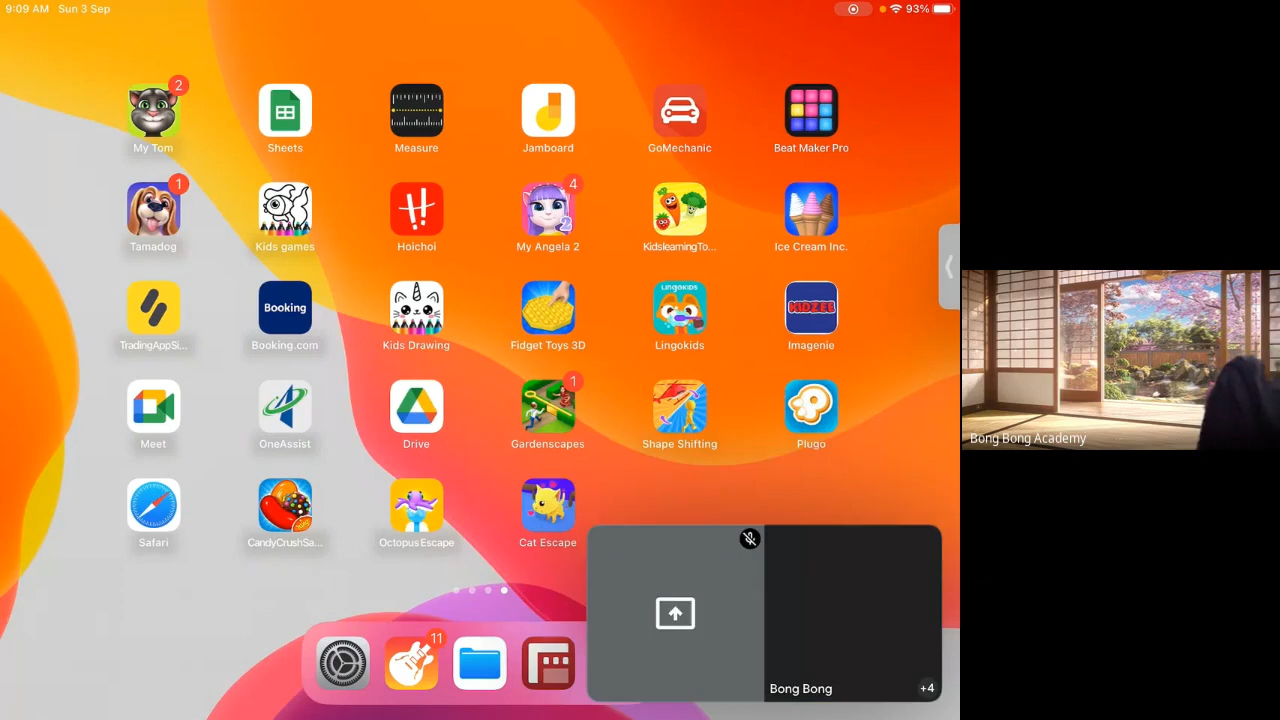 9:09 AM Sun 3 Sep
93%
2
My Tom
Sheets
Measure
Jamboard
GoMechanic
Beat Maker Pro
1
Tamadog
Kids games
Hoichoi
4
2
My Angela 2
KidslearningTo...
Ice Cream Inc.
TradingAppSi...
Booking
Booking.com
Kids Drawing
Fidget Toys 3D
LINGOKIDS
Lingokids
KIDZEE
Imagenie
Meet
OneAssist
Drive
1
Gardenscapes
Shape Shifting
Plugo
Safari
CandyCrushSa...
Octopus Escape
Cat Escape
11
Bong Bong
+4
Bong Bong Academy